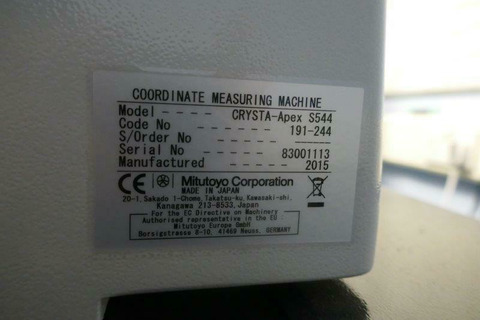 COORDINATE MEASURING MACHINE
Model - - - - CRYSTA-Apex S544
Code No - - - - - - - 191-244
S/Order No - - - - - ————
Serial No - - - - - - 83001113
Manufactured - - - - - 2015
CE Mitutoyo Corporation
MADE IN JAPAN
20-1, Sakado 1-Chome, Takatsu-ku, Kawasaki-shi,
Kanagawa 213-8533, Japan
For the EC Directive on Machinery
Authorised representative in the EU
Mitutoyo Europe GmbH
Borsigstrasse 8-10, 41469 Neuss, GERMANY